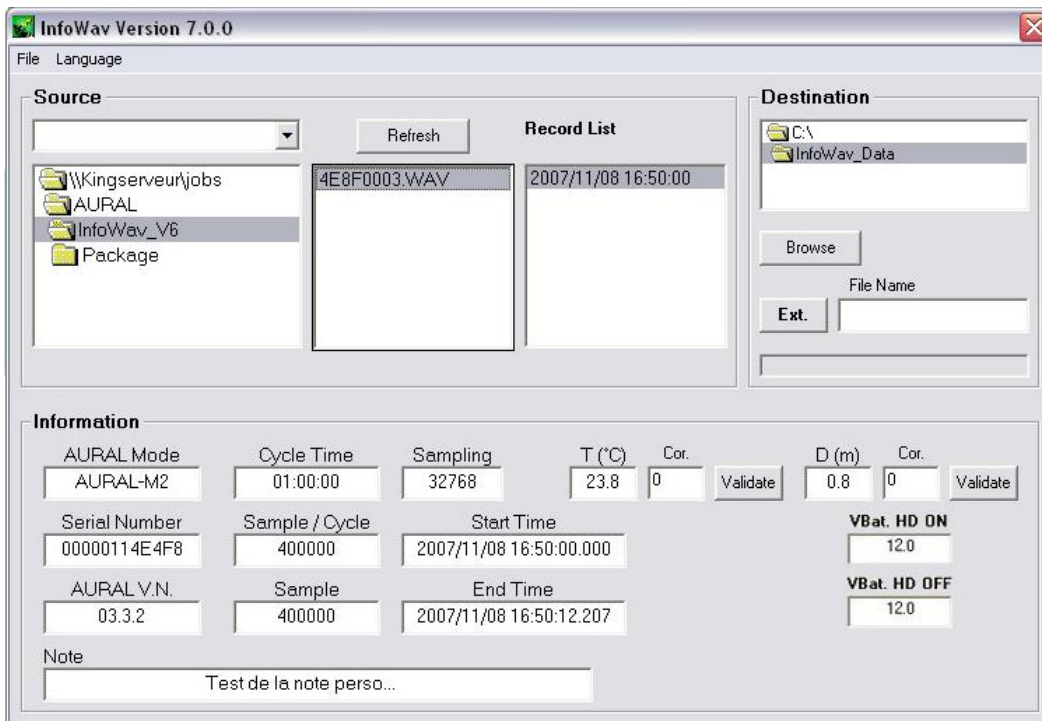 InfoWav Version 7.0.0
File Language
Source
Refresh
Record List
\\Kingserveur\jobs
AURAL
InfoWav_V6
Package
4E8F0003.WAV
2007/11/08 16:50:00
Destination
C:\
InfoWav_Data
Browse
File Name
Ext.
Information
AURAL Mode Cycle Time Sampling T (°C) Cor. D (m) Cor.
AURAL-M2 01:00:00 32768 23.8 0 Validate 0.8 0 Validate
Serial Number Sample / Cycle Start Time VBat. HD ON
00000114E4F8 400000 2007/11/08 16:50:00.000 12.0
AURAL V.N. Sample End Time VBat. HD OFF
03.3.2 400000 2007/11/08 16:50:12.207 12.0
Note
Test de la note perso...